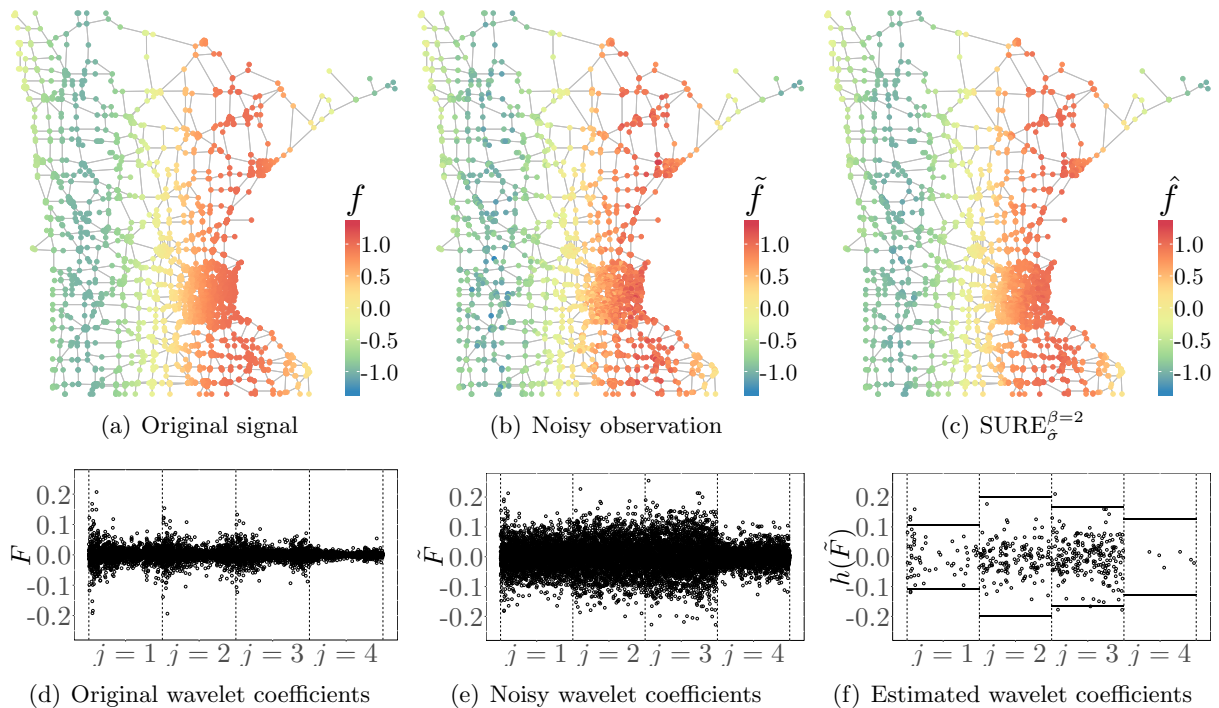 f
1.0
0.5
0.0
-0.5
-1.0
(a) Original signal
f̃
1.0
0.5
0.0
-0.5
-1.0
(b) Noisy observation
f̂
1.0
0.5
0.0
-0.5
-1.0
(c) SURE_{σ̂}^{β=2}
F
0.2
0.1
0.0
-0.1
-0.2
j = 1 j = 2 j = 3 j = 4
(d) Original wavelet coefficients
F̃
0.2
0.1
0.0
-0.1
-0.2
j = 1 j = 2 j = 3 j = 4
(e) Noisy wavelet coefficients
h(F̃)
0.2
0.1
0.0
-0.1
-0.2
j = 1 j = 2 j = 3 j = 4
(f) Estimated wavelet coefficients